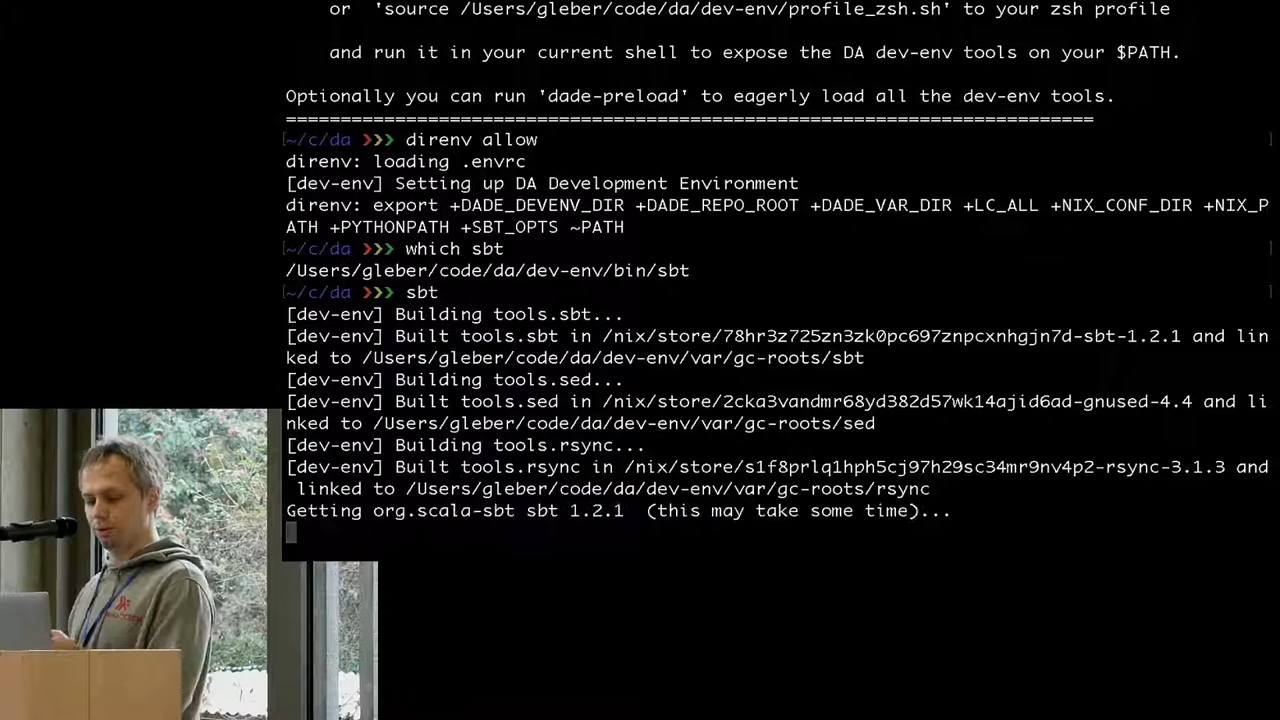 or  'source /Users/gleber/code/da/dev-env/profile_zsh.sh' to your zsh profile
and run it in your current shell to expose the DA dev-env tools on your $PATH.
Optionally you can run 'dade-preload' to eagerly load all the dev-env tools.
==========================================================================
~/c/da ❯❯❯ direnv allow
direnv: loading .envrc
[dev-env] Setting up DA Development Environment
direnv: export +DADE_DEVENV_DIR +DADE_REPO_ROOT +DADE_VAR_DIR +LC_ALL +NIX_CONF_DIR +NIX_P
ATH +PYTHONPATH +SBT_OPTS ~PATH
~/c/da ❯❯❯ which sbt
/Users/gleber/code/da/dev-env/bin/sbt
~/c/da ❯❯❯ sbt
[dev-env] Building tools.sbt...
[dev-env] Built tools.sbt in /nix/store/78hr3z725zn3zk0pc697znpcxnhgjn7d-sbt-1.2.1 and lin
ked to /Users/gleber/code/da/dev-env/var/gc-roots/sbt
[dev-env] Building tools.sed...
[dev-env] Built tools.sed in /nix/store/2cka3vandmr68yd382d57wk14ajid6ad-gnused-4.4 and li
nked to /Users/gleber/code/da/dev-env/var/gc-roots/sed
[dev-env] Building tools.rsync...
[dev-env] Built tools.rsync in /nix/store/s1f8prlq1hph5cj97h29sc34mr9nv4p2-rsync-3.1.3 and
linked to /Users/gleber/code/da/dev-env/var/gc-roots/rsync
Getting org.scala-sbt sbt 1.2.1  (this may take some time)...